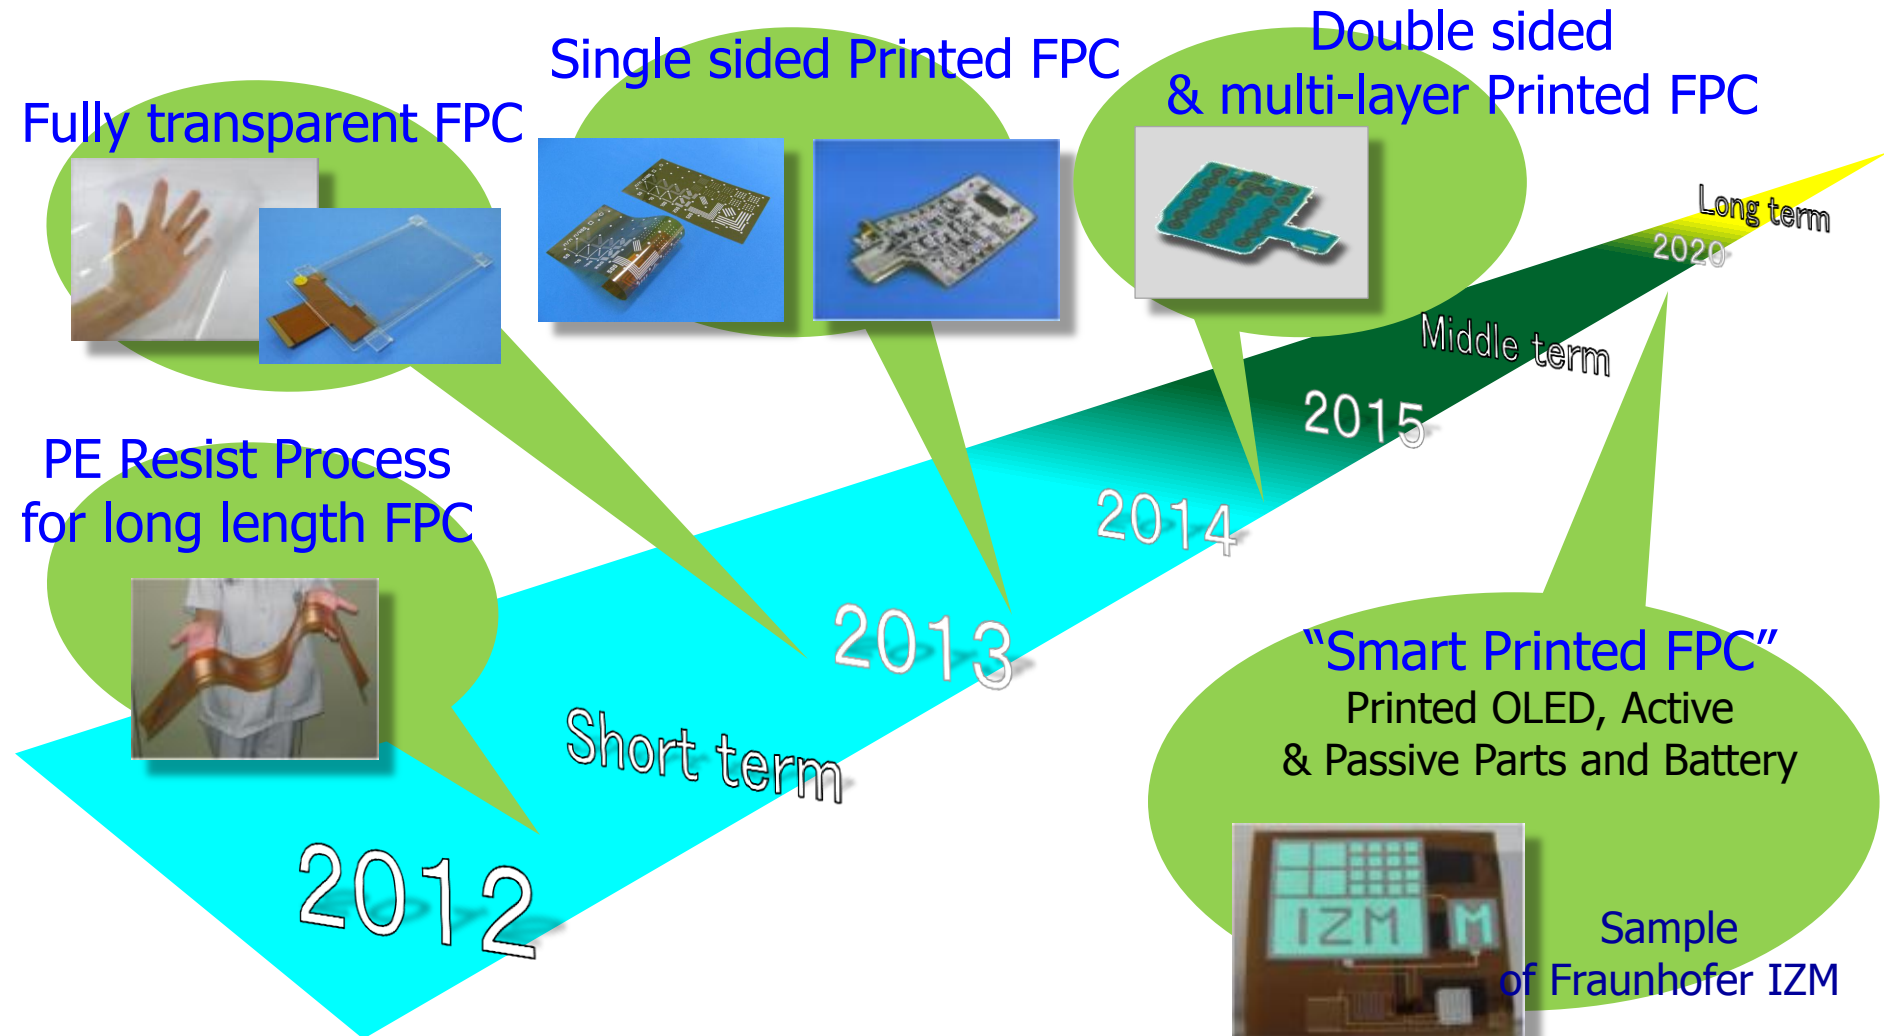 Fully transparent FPC
Single sided Printed FPC
Double sided
& multi-layer Printed FPC
PE Resist Process
for long length FPC
2012
Short term
2013
2014
2015
Middle term
2020
Long term
“Smart Printed FPC”
Printed OLED, Active
& Passive Parts and Battery
IZM
M
Sample
of Fraunhofer IZM